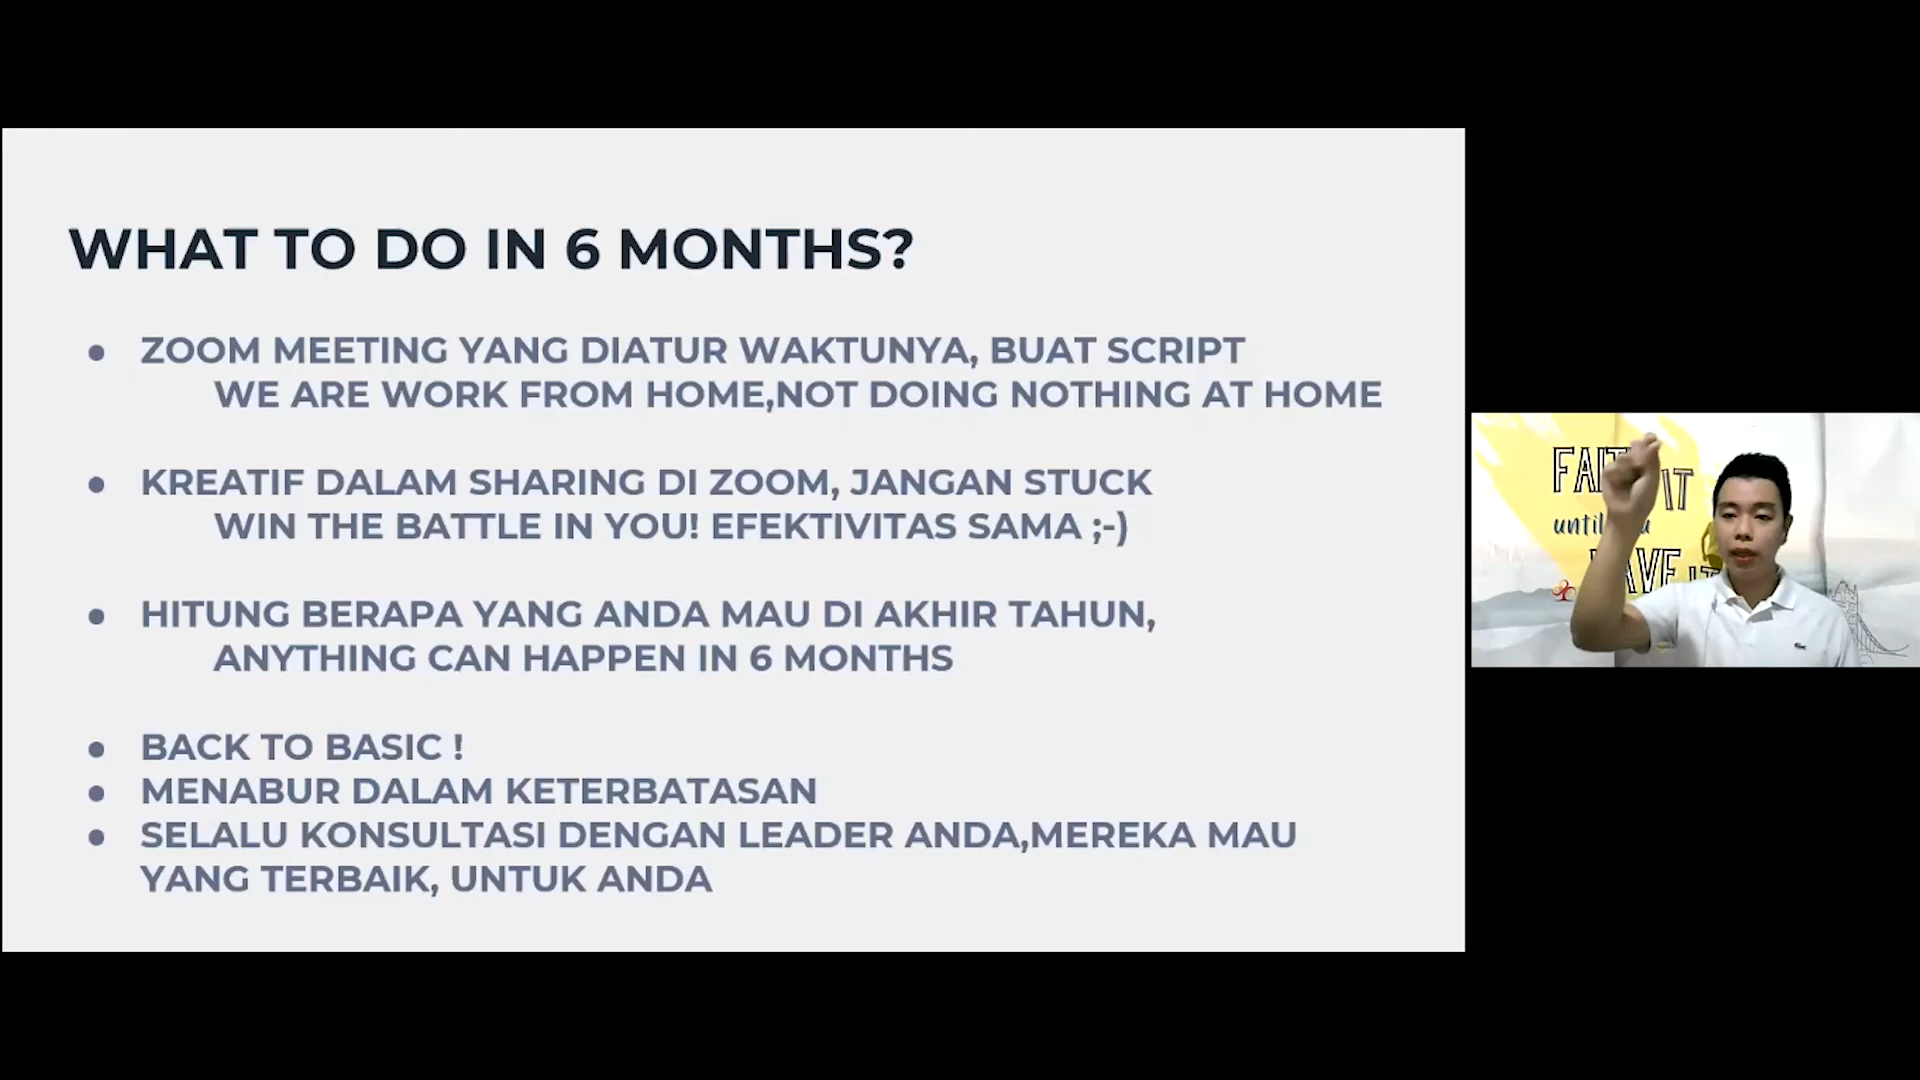 WHAT TO DO IN 6 MONTHS?
● ZOOM MEETING YANG DIATUR WAKTUNYA, BUAT SCRIPT
WE ARE WORK FROM HOME,NOT DOING NOTHING AT HOME
● KREATIF DALAM SHARING DI ZOOM, JANGAN STUCK
WIN THE BATTLE IN YOU! EFEKTIVITAS SAMA ;-)
● HITUNG BERAPA YANG ANDA MAU DI AKHIR TAHUN,
ANYTHING CAN HAPPEN IN 6 MONTHS
● BACK TO BASIC !
● MENABUR DALAM KETERBATASAN
● SELALU KONSULTASI DENGAN LEADER ANDA,MEREKA MAU
YANG TERBAIK, UNTUK ANDA
IT